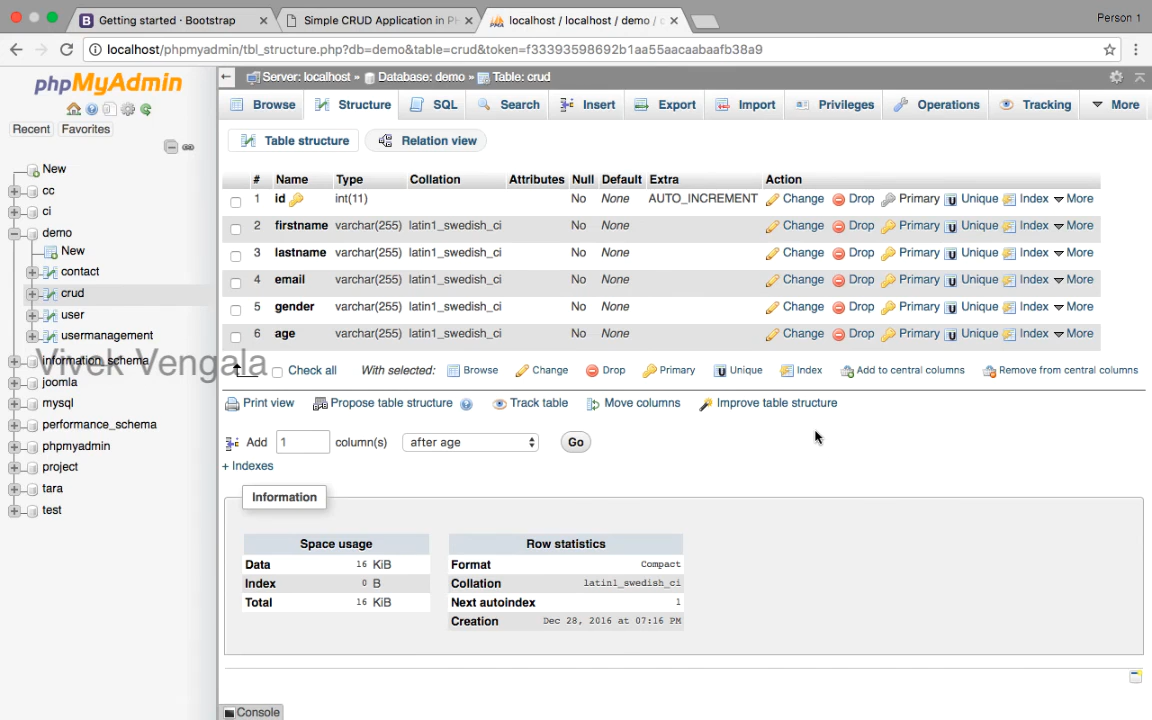 Getting started · Bootstrap
Simple CRUD Application in P
localhost / localhost / demo /
Person 1
localhost/phpmyadmin/tbl_structure.php?db=demo&table=crud&token=f33393598692b1aa55aacaabaafb38a9
phpMyAdmin
Recent Favorites
New
cc
ci
demo
New
contact
crud
user
usermanagement
information_schema
joomla
mysql
performance_schema
phpmyadmin
project
tara
test
Vivek Vengala
Server: localhost » Database: demo » Table: crud
Browse Structure SQL Search Insert Export Import Privileges Operations Tracking More
Table structure Relation view
# Name Type Collation Attributes Null Default Extra Action
1 id int(11) No None AUTO_INCREMENT Change Drop Primary Unique Index More
2 firstname varchar(255) latin1_swedish_ci No None Change Drop Primary Unique Index More
3 lastname varchar(255) latin1_swedish_ci No None Change Drop Primary Unique Index More
4 email varchar(255) latin1_swedish_ci No None Change Drop Primary Unique Index More
5 gender varchar(255) latin1_swedish_ci No None Change Drop Primary Unique Index More
6 age varchar(255) latin1_swedish_ci No None Change Drop Primary Unique Index More
Check all With selected: Browse Change Drop Primary Unique Index Add to central columns Remove from central columns
Print view Propose table structure Track table Move columns Improve table structure
Add 1 column(s) after age Go
+ Indexes
Information
Space usage
Data 16 KiB
Index 0 B
Total 16 KiB
Row statistics
Format Compact
Collation latin1_swedish_ci
Next autoindex 1
Creation Dec 28, 2016 at 07:16 PM
Console